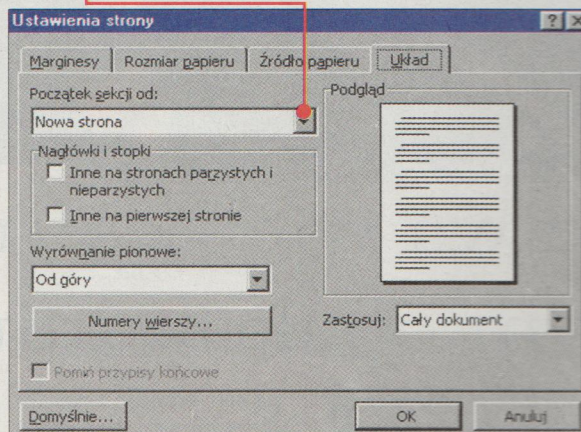 Ustawienia strony
Marginesy
Rozmiar papieru
Źródło papieru
Układ
Początek sekcji od:
Nowa strona
Nagłówki i stopki
Inne na stronach parzystych i
nieparzystych
Inne na pierwszej stronie
Wyrównanie pionowe:
Od góry
Numery wierszy...
Pomiń przypisy końcowe
Podgląd
Zastosuj:
Cały dokument
Domyślnie...
OK
Anuluj